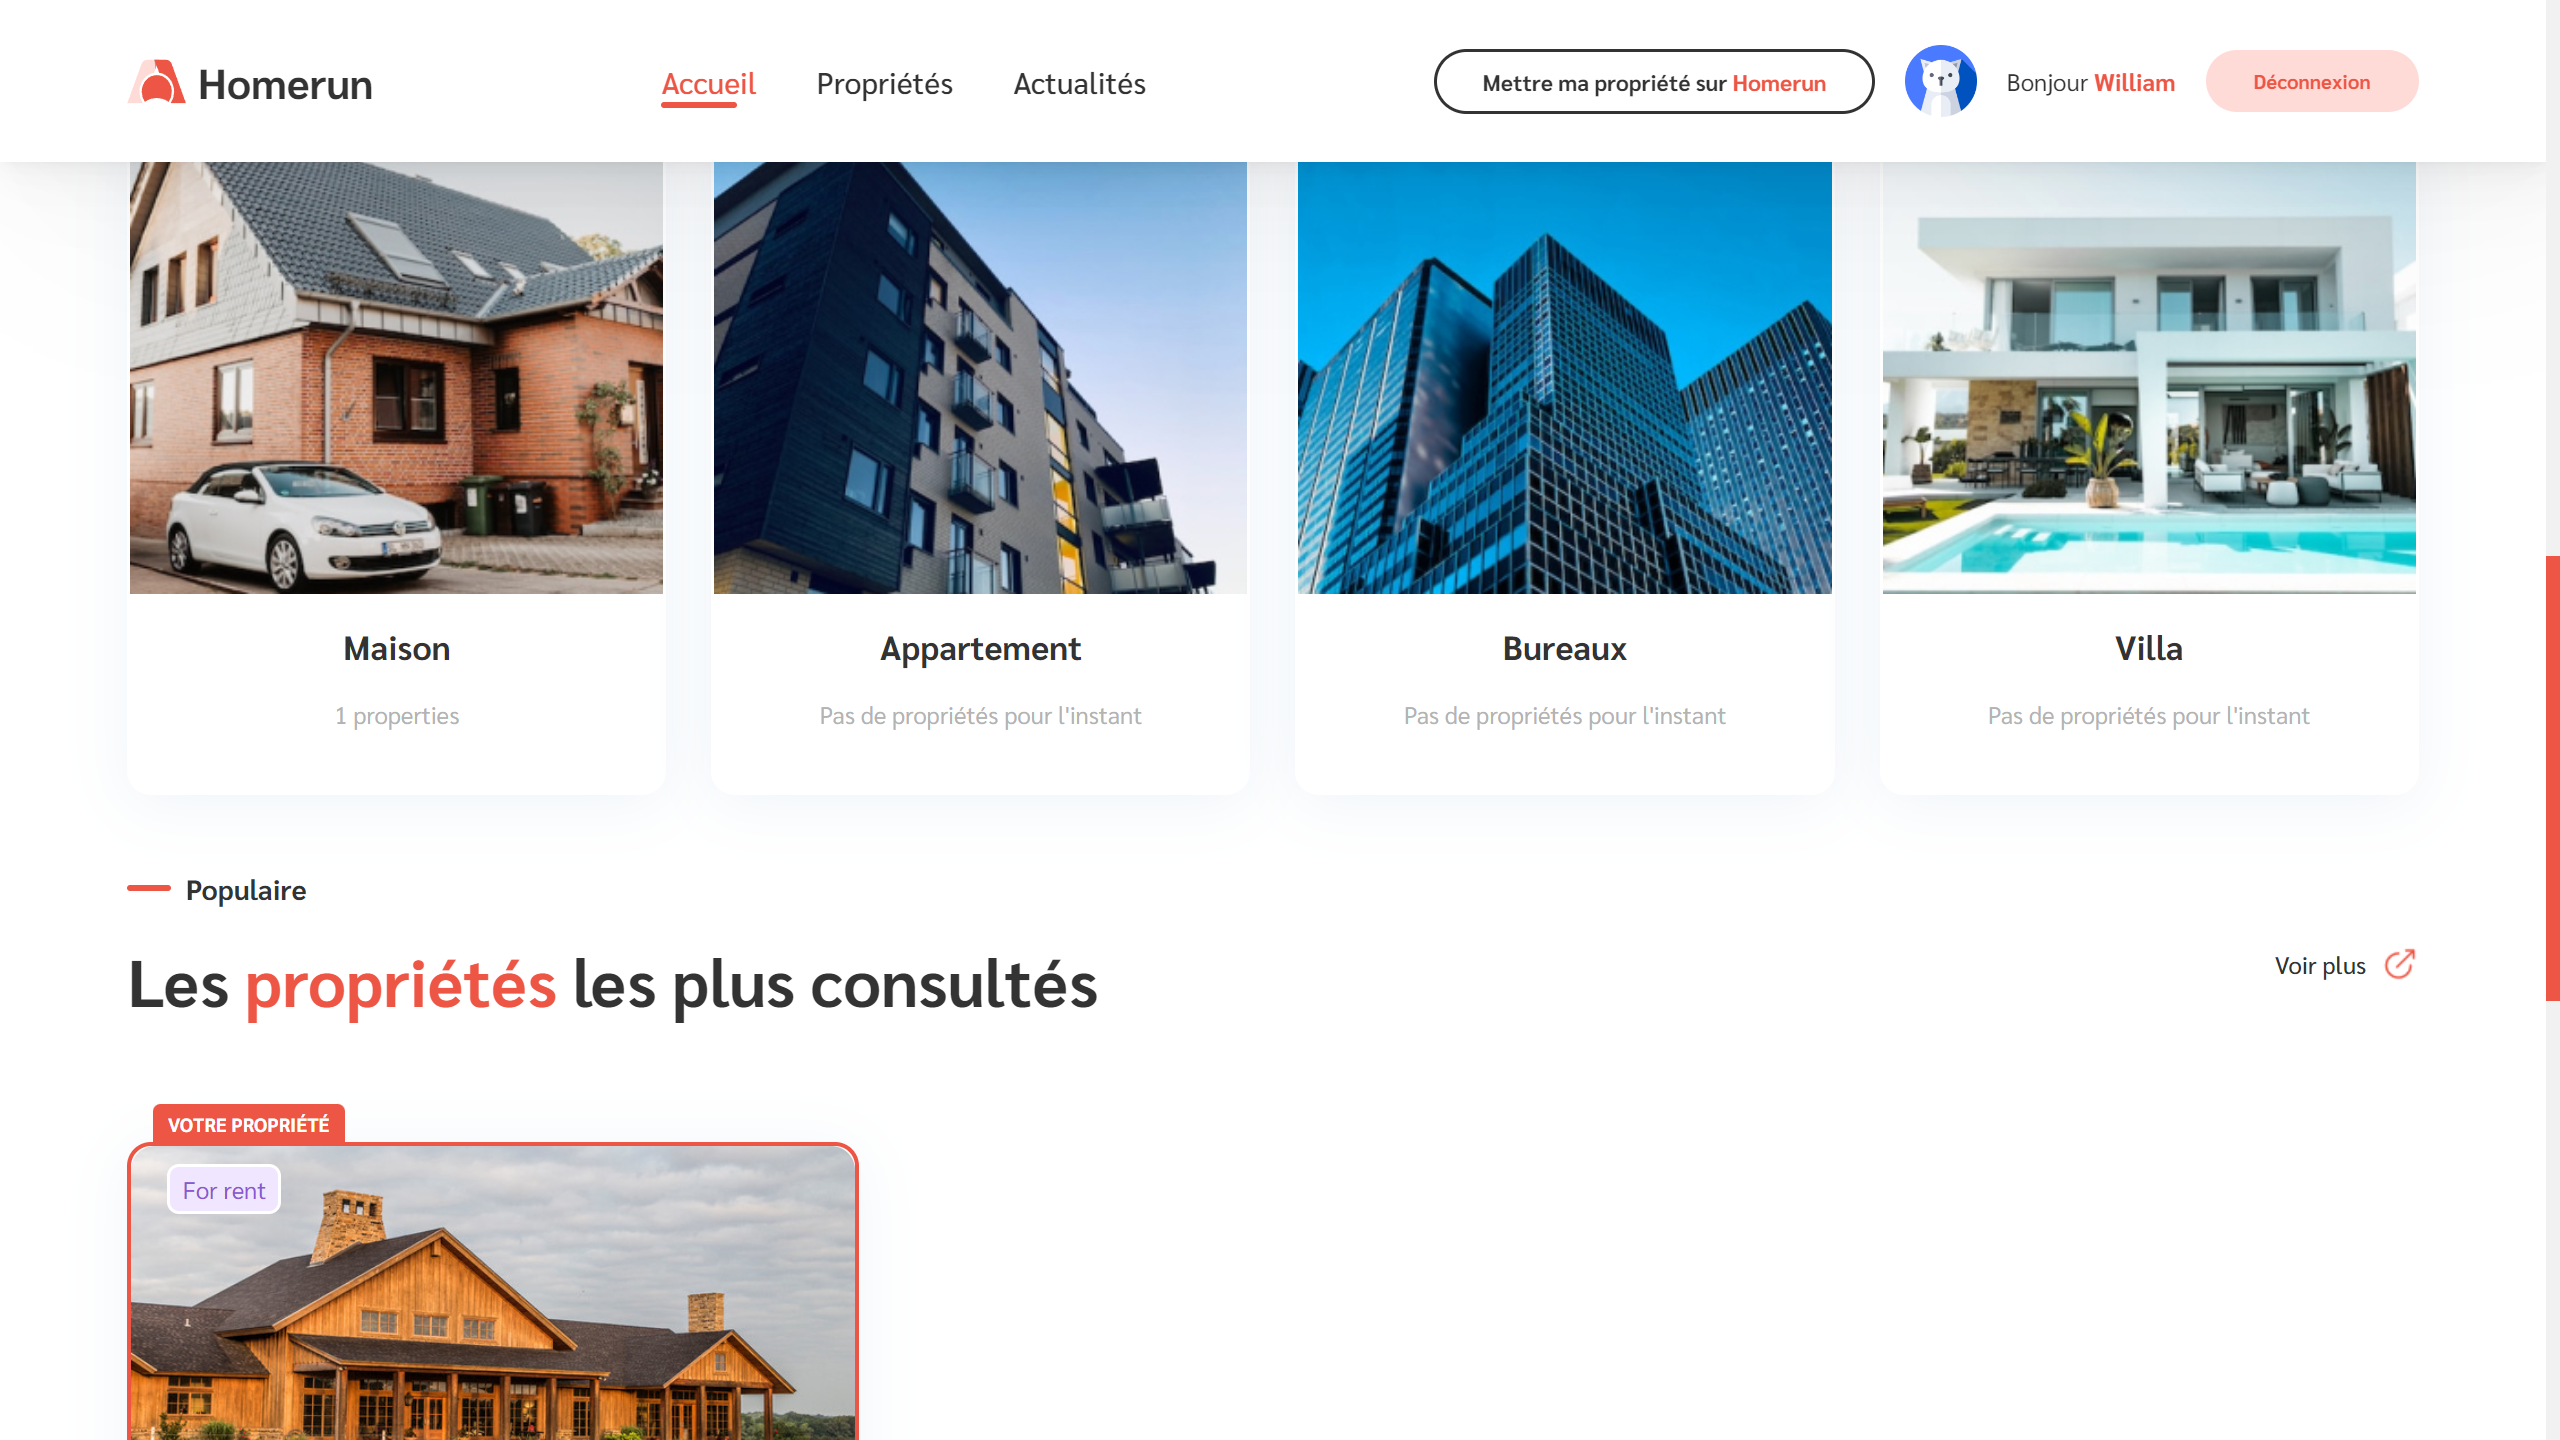 Homerun
Accueil
Propriétés
Actualités
Mettre ma propriété sur Homerun
Bonjour William
Déconnexion
Maison
1 properties
Appartement
Pas de propriétés pour l'instant
Bureaux
Pas de propriétés pour l'instant
Villa
Pas de propriétés pour l'instant
Populaire
Les propriétés les plus consultés
Voir plus
VOTRE PROPRIÉTÉ
For rent